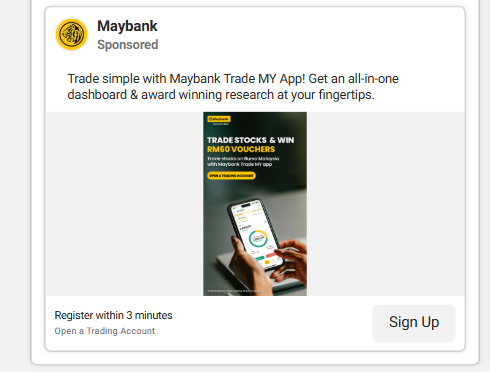 Maybank
Sponsored
Trade simple with Maybank Trade MY App! Get an all-in-one
dashboard & award winning research at your fingertips.
Maybank
TRADE STOCKS & WIN
RM60 VOUCHERS
Trade stocks on Bursa Malaysia
with Maybank Trade MY app
OPEN A TRADING ACCOUNT
Register within 3 minutes
Open a Trading Account
Sign Up